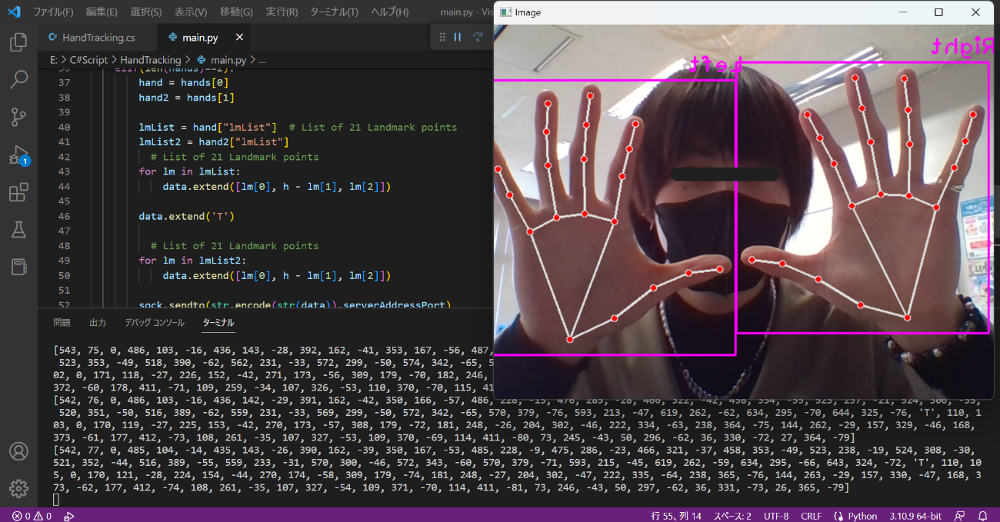 ファイル(F) 編集(E) 選択(S) 表示(V) 移動(G) 実行(R) ターミナル(T) ヘルプ(H) main.py - Vis
Image
HandTracking.cs main.py
E: > C#Script > HandTracking > main.py > ...
36 elif(len(hands)==2):
37 hand = hands[0]
38 hand2 = hands[1]
39
40 lmList = hand["lmList"] # List of 21 Landmark points
41 lmList2 = hand2["lmList"]
42 # List of 21 Landmark points
43 for lm in lmList:
44 data.extend([lm[0], h - lm[1], lm[2]])
45
46 data.extend('T')
47
48 # List of 21 Landmark points
49 for lm in lmList2:
50 data.extend([lm[0], h - lm[1], lm[2]])
51
52 sock.sendto(str.encode(str(data)),serverAddressPort)
Left
Right
1
問題 出力 デバッグ コンソール ターミナル
[543, 75, 0, 486, 103, -16, 436, 143, -28, 392, 162, -41, 353, 167, -56, 487,
523, 353, -49, 518, 390, -62, 562, 231, -33, 572, 299, -50, 574, 342, -65, 5
02, 0, 171, 118, -27, 226, 152, -42, 271, 173, -56, 309, 179, -70, 182, 246,
372, -60, 178, 411, -71, 109, 259, -34, 107, 326, -53, 110, 370, -70, 115, 41
[542, 76, 0, 486, 103, -16, 436, 142, -29, 391, 162, -42, 350, 166, -57, 486, 228, -13, 476, 285, -28, 466, 322, -42, 458, 354, -55, 523, 237, -21, 524, 306, -35,
520, 351, -50, 516, 389, -62, 559, 231, -33, 569, 299, -50, 572, 342, -65, 570, 379, -76, 593, 213, -47, 619, 262, -62, 634, 295, -70, 644, 325, -76, 'T', 110, 1
03, 0, 170, 119, -27, 225, 153, -42, 270, 173, -57, 308, 179, -72, 181, 248, -26, 204, 302, -46, 222, 334, -63, 238, 364, -75, 144, 262, -29, 157, 329, -46, 168,
373, -61, 177, 412, -73, 108, 261, -35, 107, 327, -53, 109, 370, -69, 114, 411, -80, 73, 245, -43, 50, 296, -62, 36, 330, -72, 27, 364, -79]
[542, 77, 0, 485, 104, -14, 435, 143, -26, 390, 162, -39, 350, 167, -53, 485, 228, -9, 475, 286, -23, 466, 321, -37, 458, 353, -49, 523, 238, -19, 524, 308, -30,
521, 352, -44, 516, 389, -55, 559, 233, -31, 570, 300, -46, 572, 343, -60, 570, 379, -71, 593, 215, -45, 619, 262, -59, 634, 295, -66, 643, 324, -72, 'T', 110, 10
5, 0, 170, 121, -28, 224, 154, -44, 270, 174, -58, 309, 179, -74, 181, 248, -27, 204, 302, -47, 222, 335, -64, 238, 365, -76, 144, 263, -29, 157, 330, -47, 168, 3
73, -62, 177, 412, -74, 108, 261, -35, 107, 327, -54, 109, 371, -70, 114, 411, -81, 73, 246, -43, 50, 297, -62, 36, 331, -73, 26, 365, -79]
0 0 行 55、列 14 スペース: 2 UTF-8 CRLF Python 3.10.9 64-bit